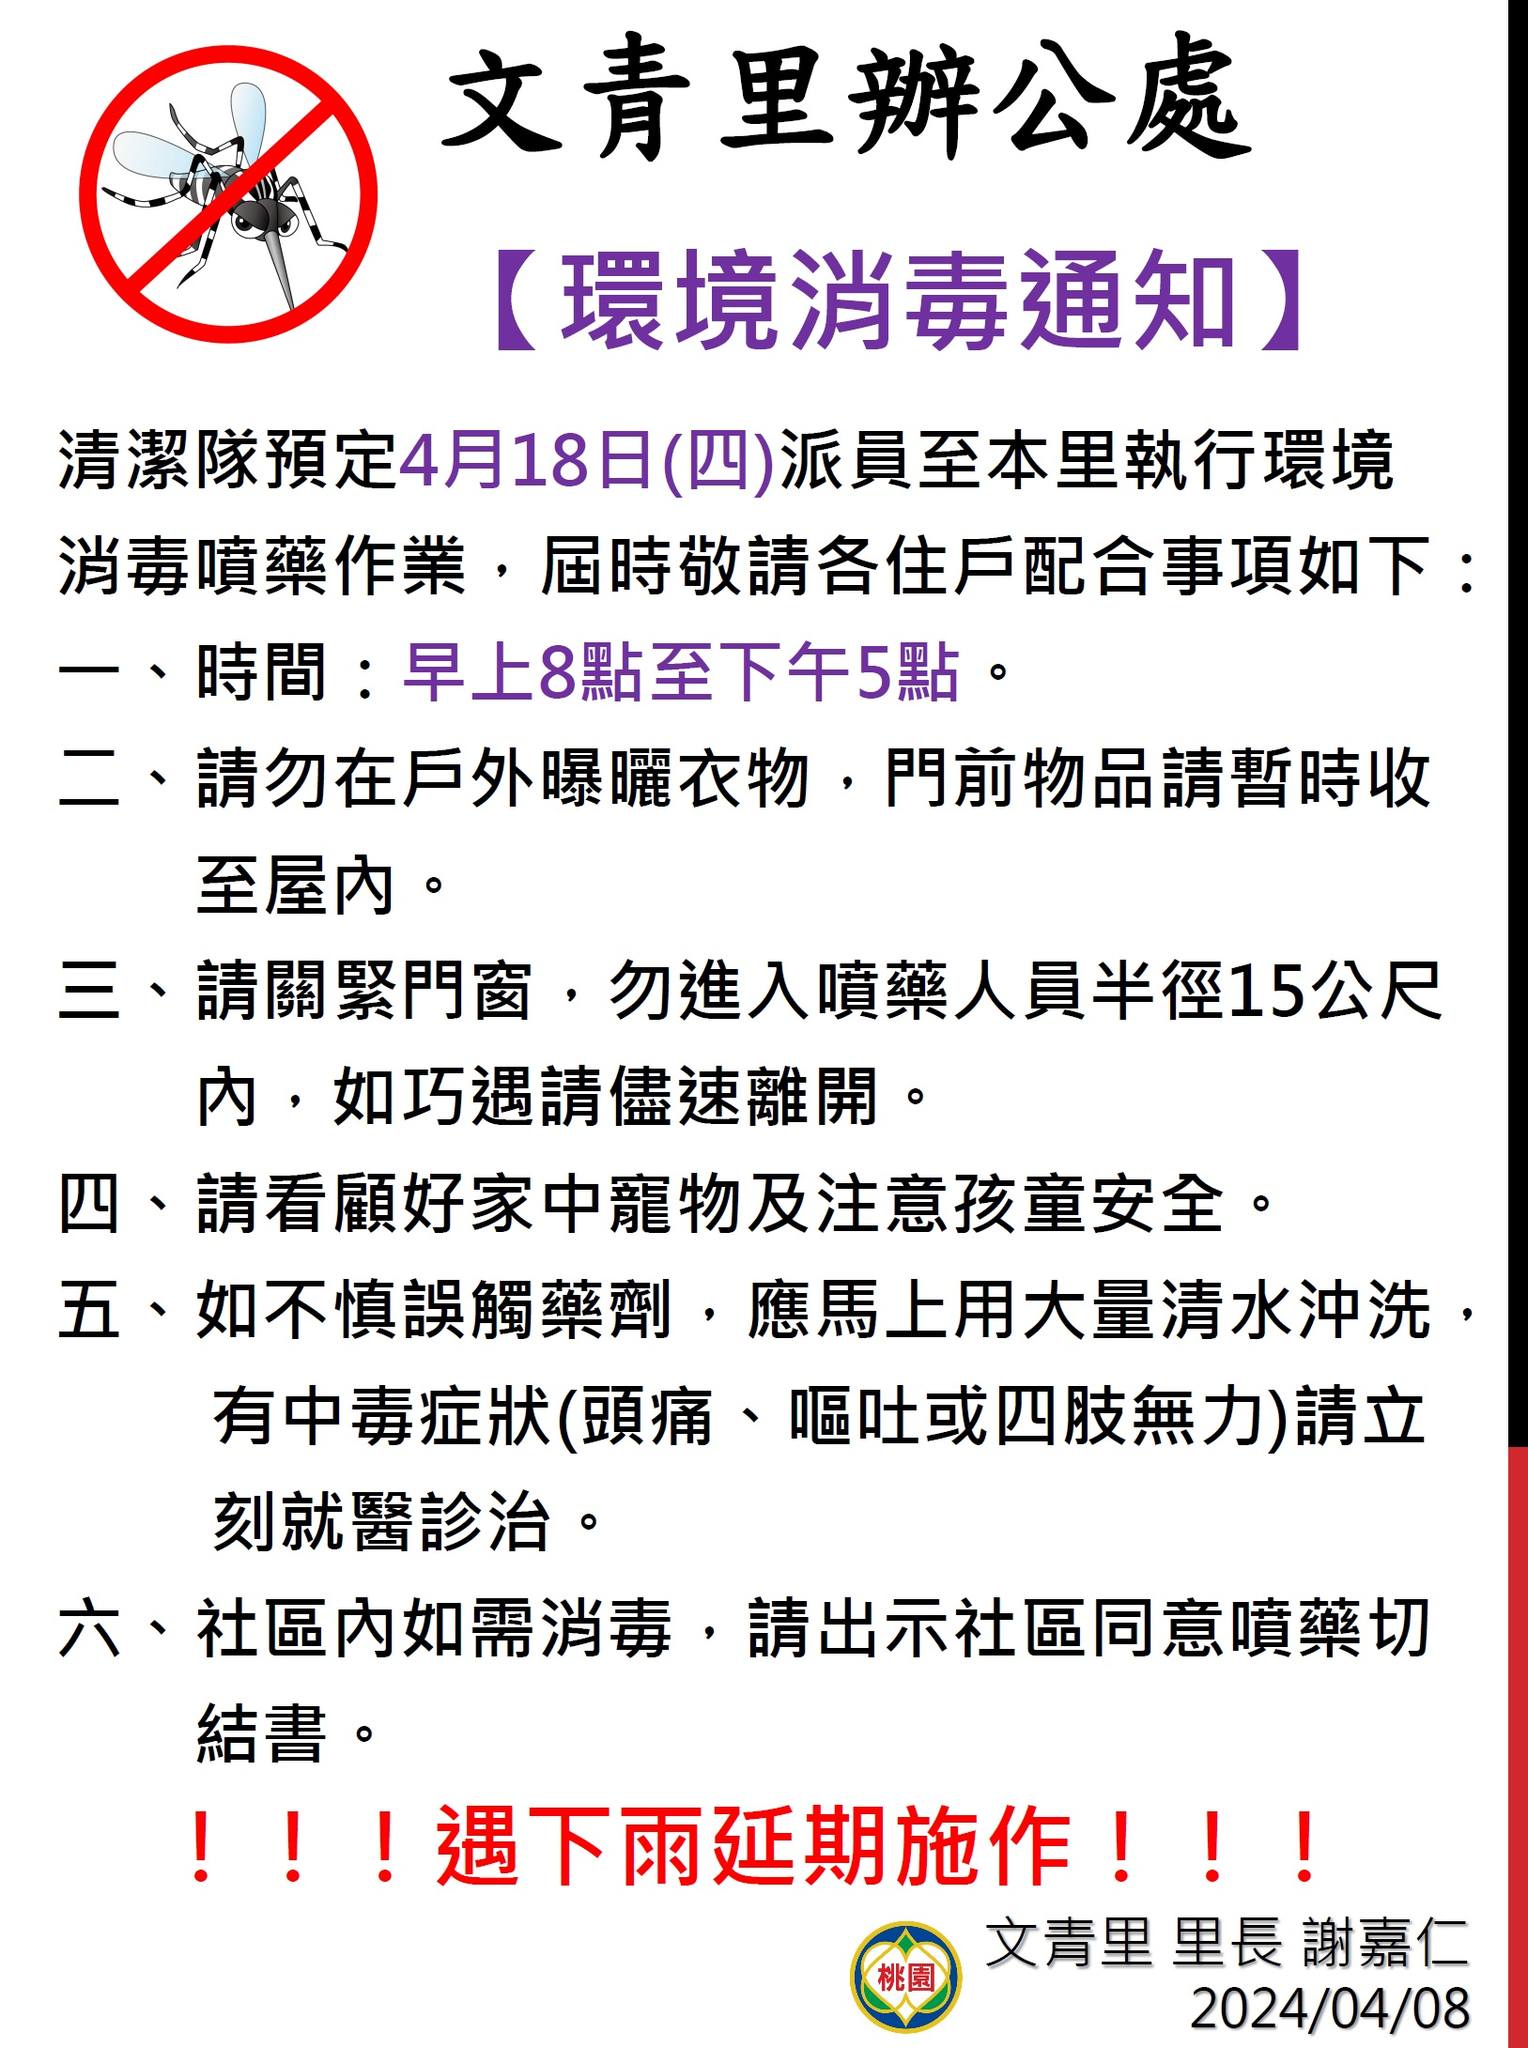 文青里辦公處
【環境消毒通知】
清潔隊預定4月18日(四)派員至本里執行環境
消毒噴藥作業，屆時敬請各住戶配合事項如下：
一、時間：早上8點至下午5點。
二、請勿在戶外曝曬衣物，門前物品請暫時收
至屋內。
三、請關緊門窗，勿進入噴藥人員半徑15公尺
內，如巧遇請儘速離開。
四、請看顧好家中寵物及注意孩童安全。
五、如不慎誤觸藥劑，應馬上用大量清水沖洗，
有中毒症狀(頭痛、嘔吐或四肢無力)請立
刻就醫診治。
六、社區內如需消毒，請出示社區同意噴藥切
結書。
！！！遇下雨延期施作！！！
桃園
文青里 里長 謝嘉仁
2024/04/08